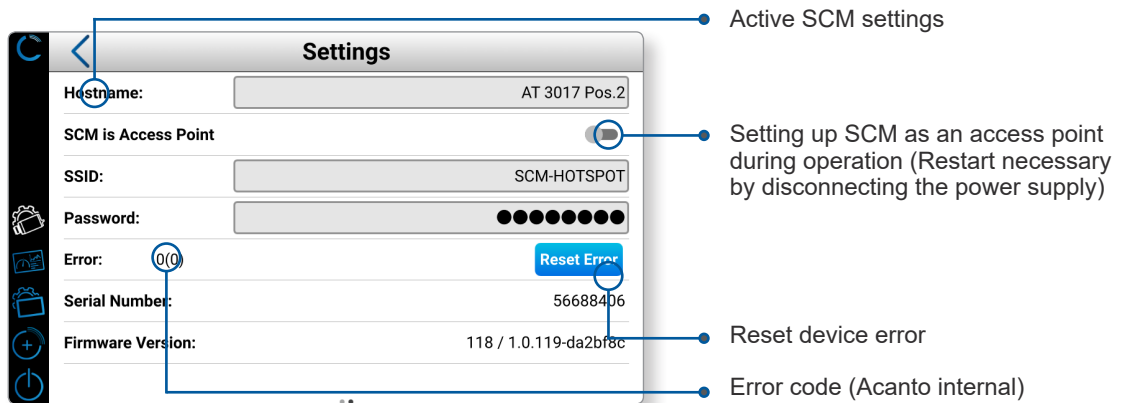 Active SCM settings
Settings
Hostname: AT 3017 Pos.2
SCM is Access Point
Setting up SCM as an access point
during operation (Restart necessary
by disconnecting the power supply)
SSID: SCM-HOTSPOT
Password: ●●●●●●●●
Error: 0(0) Reset Error
Serial Number: 56688406
Firmware Version: 118 / 1.0.119-da2bf8c
Reset device error
Error code (Acanto internal)